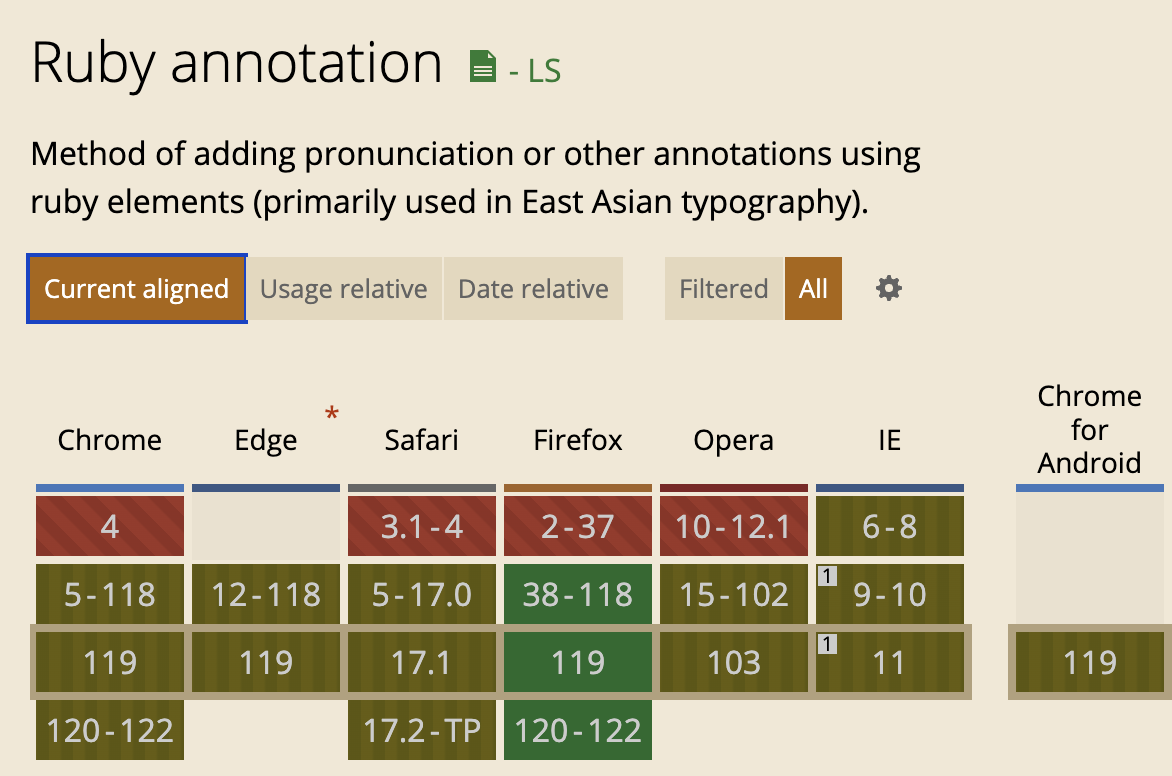 Ruby annotation - LS
Method of adding pronunciation or other annotations using
ruby elements (primarily used in East Asian typography).
Current aligned Usage relative Date relative Filtered All
Chrome Edge * Safari Firefox Opera IE Chrome
for
Android
4 3.1-4 2-37 10-12.1 6-8
5-118 12-118 5-17.0 38-118 15-102 1 9-10
119 119 17.1 119 103 1 11 119
120-122 17.2-TP 120-122